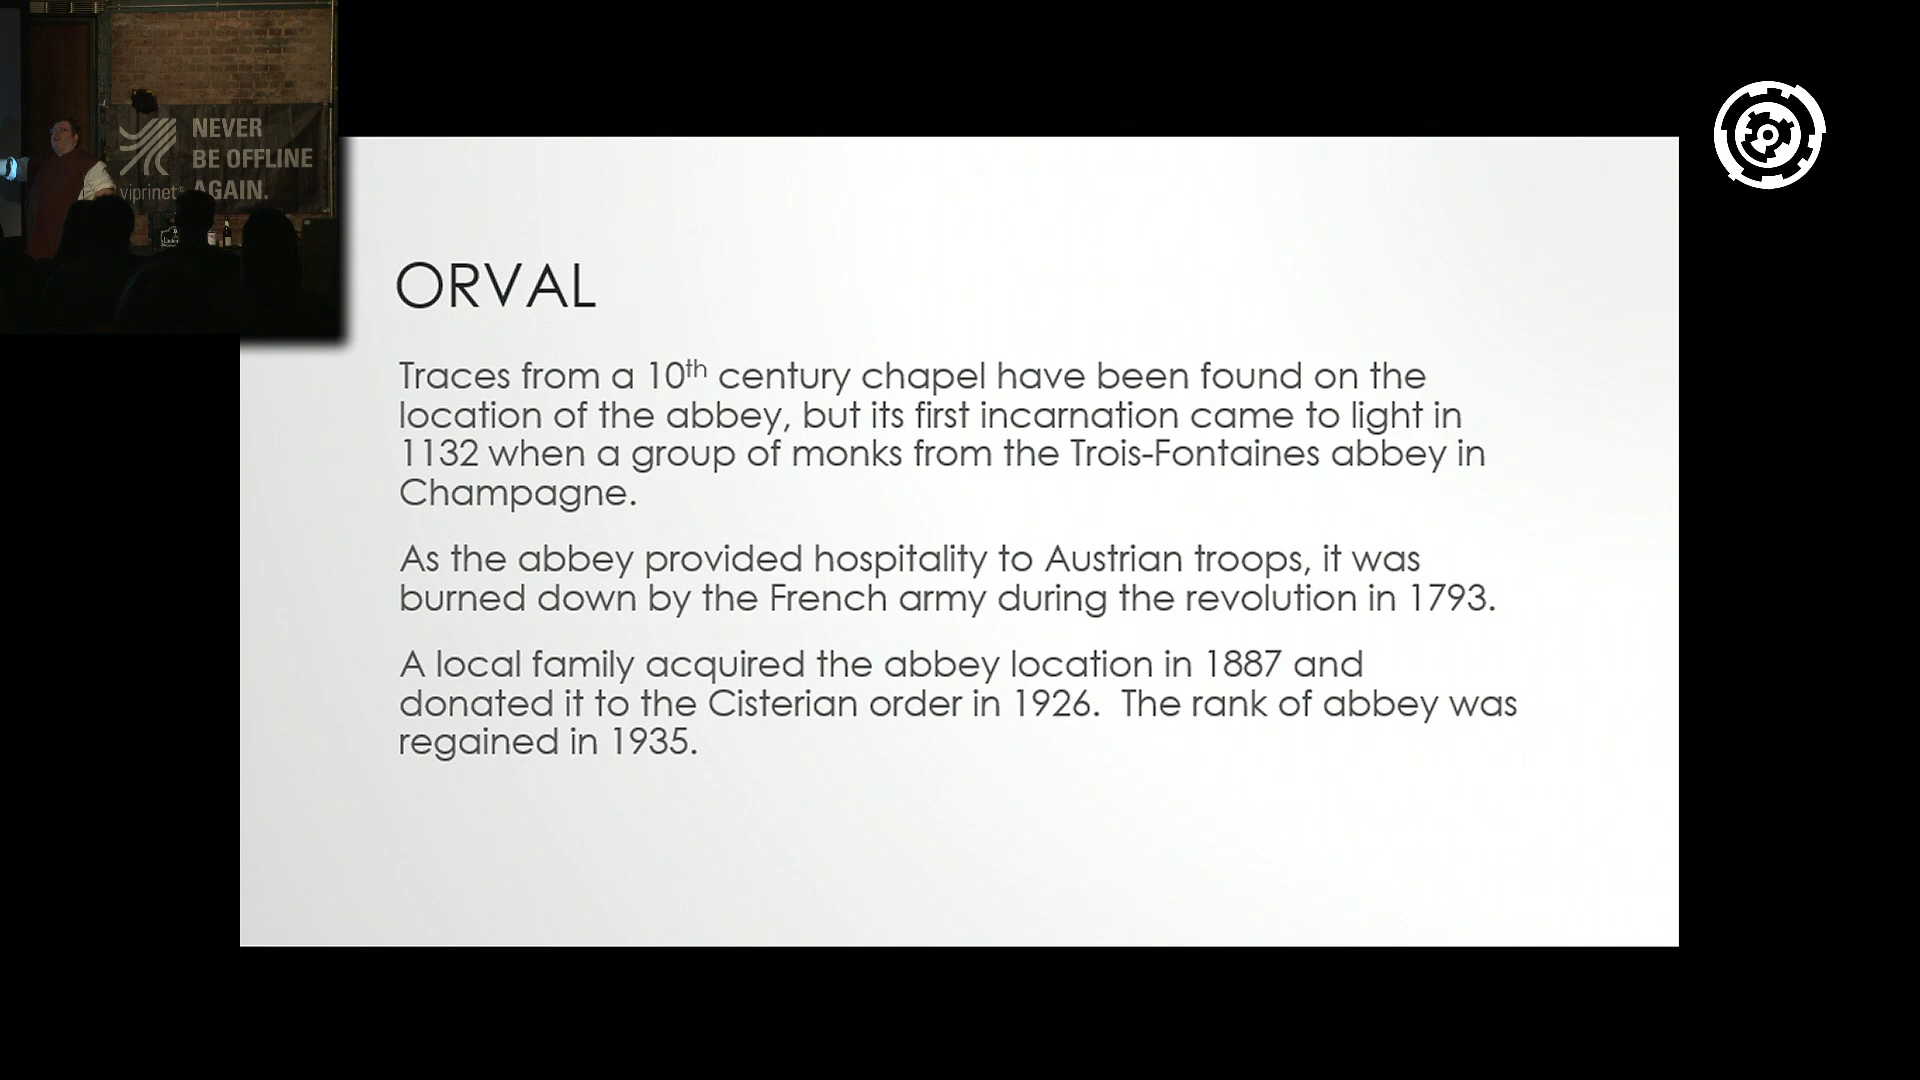 NEVER
BE OFFLINE
AGAIN.
viprinet
ORVAL
Traces from a 10th century chapel have been found on the
location of the abbey, but its first incarnation came to light in
1132 when a group of monks from the Trois-Fontaines abbey in
Champagne.
As the abbey provided hospitality to Austrian troops, it was
burned down by the French army during the revolution in 1793.
A local family acquired the abbey location in 1887 and
donated it to the Cisterian order in 1926.  The rank of abbey was
regained in 1935.